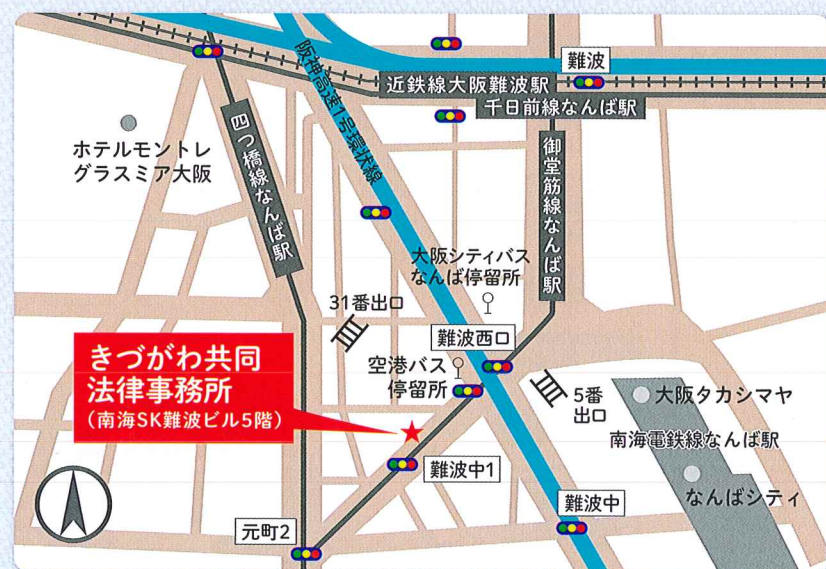 難波
近鉄線大阪難波駅
千日前線なんば駅
阪神高速1号環状線
ホテルモントレ
グラスミア大阪
四つ橋線なんば駅
御堂筋線なんば駅
大阪シティバス
なんば停留所
31番出口
難波西口
きづがわ共同
法律事務所
(南海SK難波ビル5階)
空港バス
停留所
5番
出口
大阪タカシマヤ
南海電鉄線なんば駅
難波中1
なんばシティ
難波中
元町2